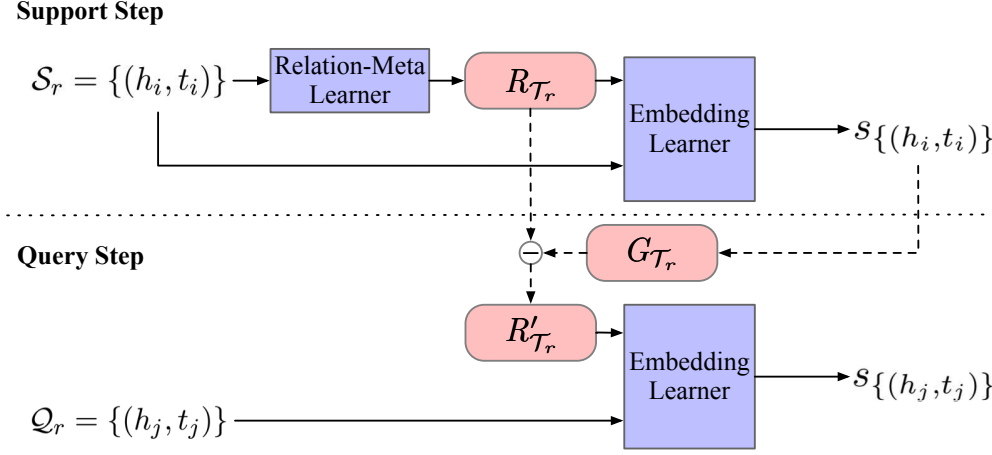 Support Step
𝒮_r = {(h_i, t_i)}
Relation-Meta
Learner
R_{𝒯_r}
Embedding
Learner
s_{{(h_i,t_i)}}
Query Step
−
G_{𝒯_r}
R'_{𝒯_r}
Embedding
Learner
s_{{(h_j,t_j)}}
𝒬_r = {(h_j, t_j)}